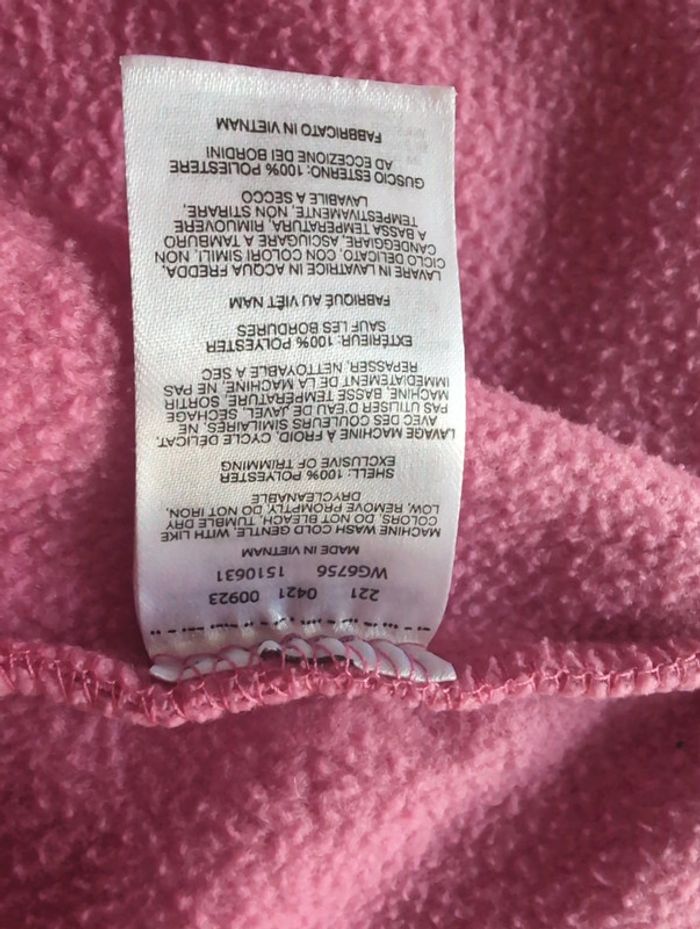 221 0421 00923
WG6756 1510631
MADE IN VIETNAM
MACHINE WASH COLD GENTLE, WITH LIKE
COLORS, DO NOT BLEACH, TUMBLE DRY
LOW, REMOVE PROMPTLY, DO NOT IRON,
DRYCLEANABLE
SHELL: 100% POLYESTER
EXCLUSIVE OF TRIMMING
LAVAGE MACHINE À FROID, CYCLE DÉLICAT,
AVEC DES COULEURS SIMILAIRES, NE
PAS UTILISER D'EAU DE JAVEL, SÉCHAGE
MACHINE, BASSE TEMPÉRATURE, SORTIR
IMMÉDIATEMENT DE LA MACHINE, NE PAS
REPASSER, NETTOYABLE A SEC
EXTÉRIEUR: 100% POLYESTER
SAUF LES BORDURES
FABRIQUÉ AU VIÊT NAM
LAVARE IN LAVATRICE IN ACQUA FREDDA,
CICLO DELICATO, CON COLORI SIMILI, NON
CANDEGGIARE, ASCIUGARE A TAMBURO
A BASSA TEMPERATURA, RIMUOVERE
TEMPESTIVAMENTE, NON STIRARE,
LAVABILE A SECCO
GUSCIO ESTERNO: 100% POLIESTERE
AD ECCEZIONE DEI BORDINI
FABBRICATO IN VIETNAM